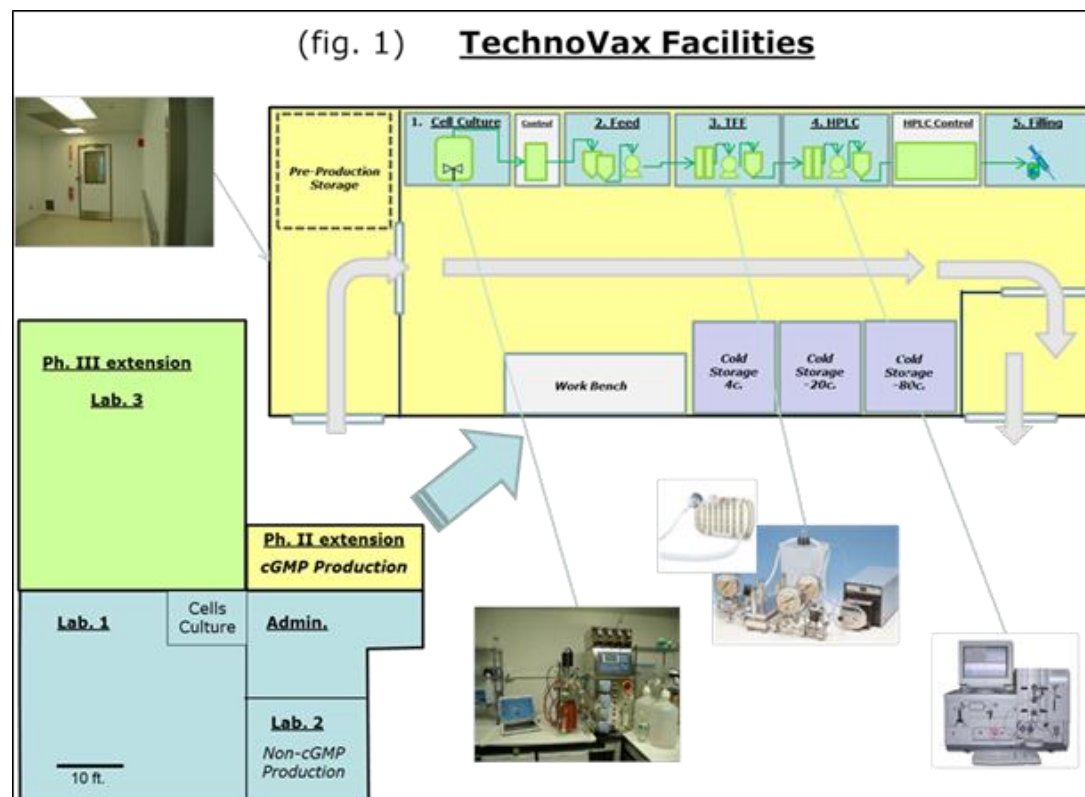 (fig. 1) TechnoVax Facilities
1. Cell Culture
Control
2. Feed
3. TFF
4. HPLC
HPLC Control
5. Filling
Pre-Production
Storage
Work Bench
Cold
Storage
4c.
Cold
Storage
-20c.
Cold
Storage
-80c.
Ph. III extension
Lab. 3
Ph. II extension
cGMP Production
Lab. 1
Cells
Culture
Admin.
Lab. 2
Non-cGMP
Production
10 ft.